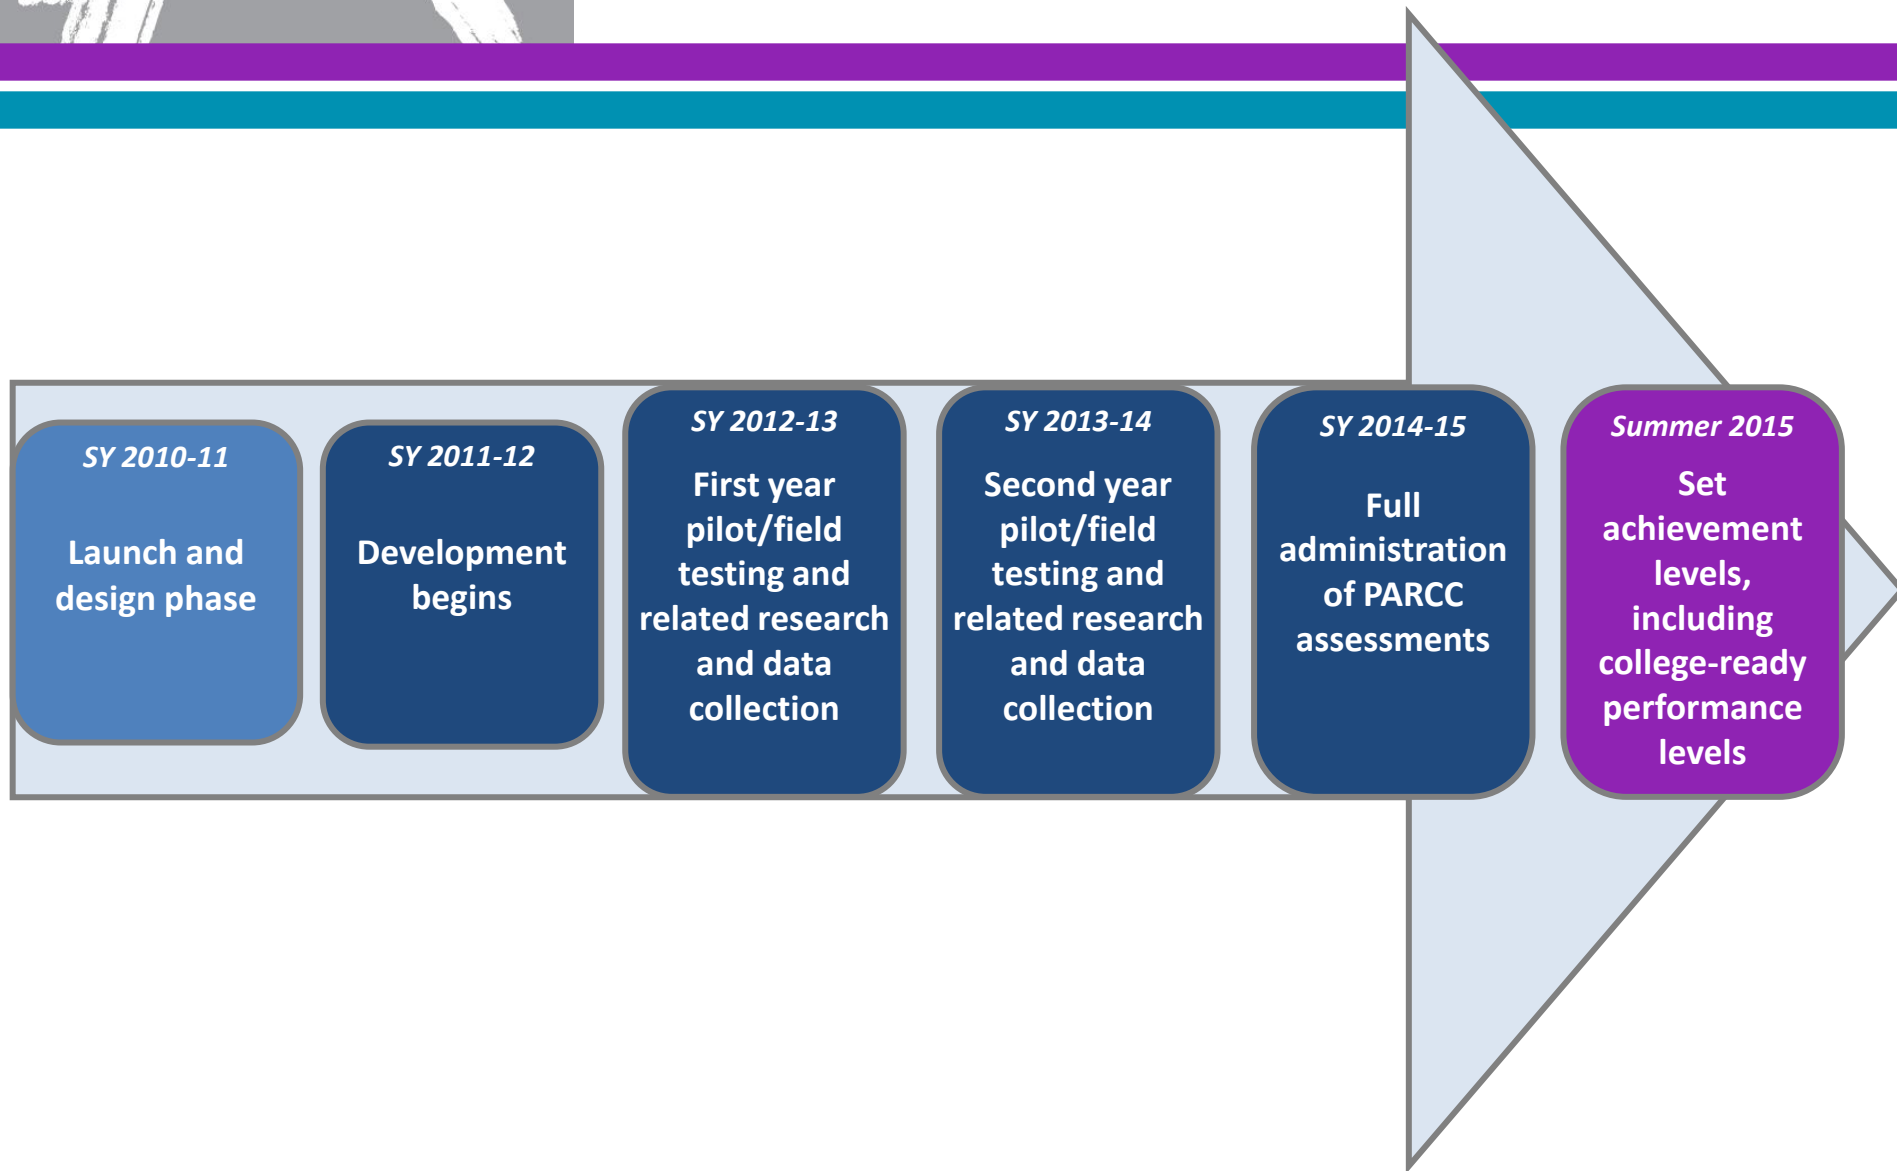 SY 2010-11
Launch and
design phase
SY 2011-12
Development
begins
SY 2012-13
First year
pilot/field
testing and
related research
and data
collection
SY 2013-14
Second year
pilot/field
testing and
related research
and data
collection
SY 2014-15
Full
administration
of PARCC
assessments
Summer 2015
Set
achievement
levels,
including
college-ready
performance
levels